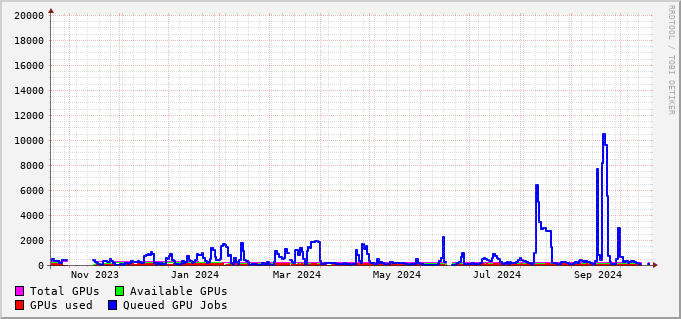 20000
18000
16000
14000
12000
10000
8000
6000
4000
2000
0
Nov 2023 Jan 2024 Mar 2024 May 2024 Jul 2024 Sep 2024
Total GPUs Available GPUs
GPUs used Queued GPU Jobs
RRDTOOL / TOBI OETIKER